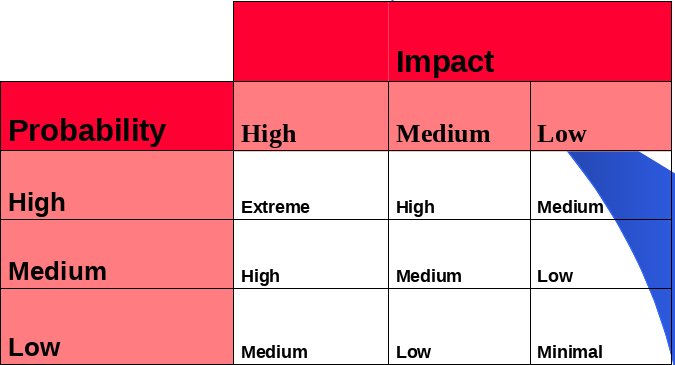 Impact
Probability High Medium Low
High Extreme High Medium
Medium High Medium Low
Low Medium Low Minimal